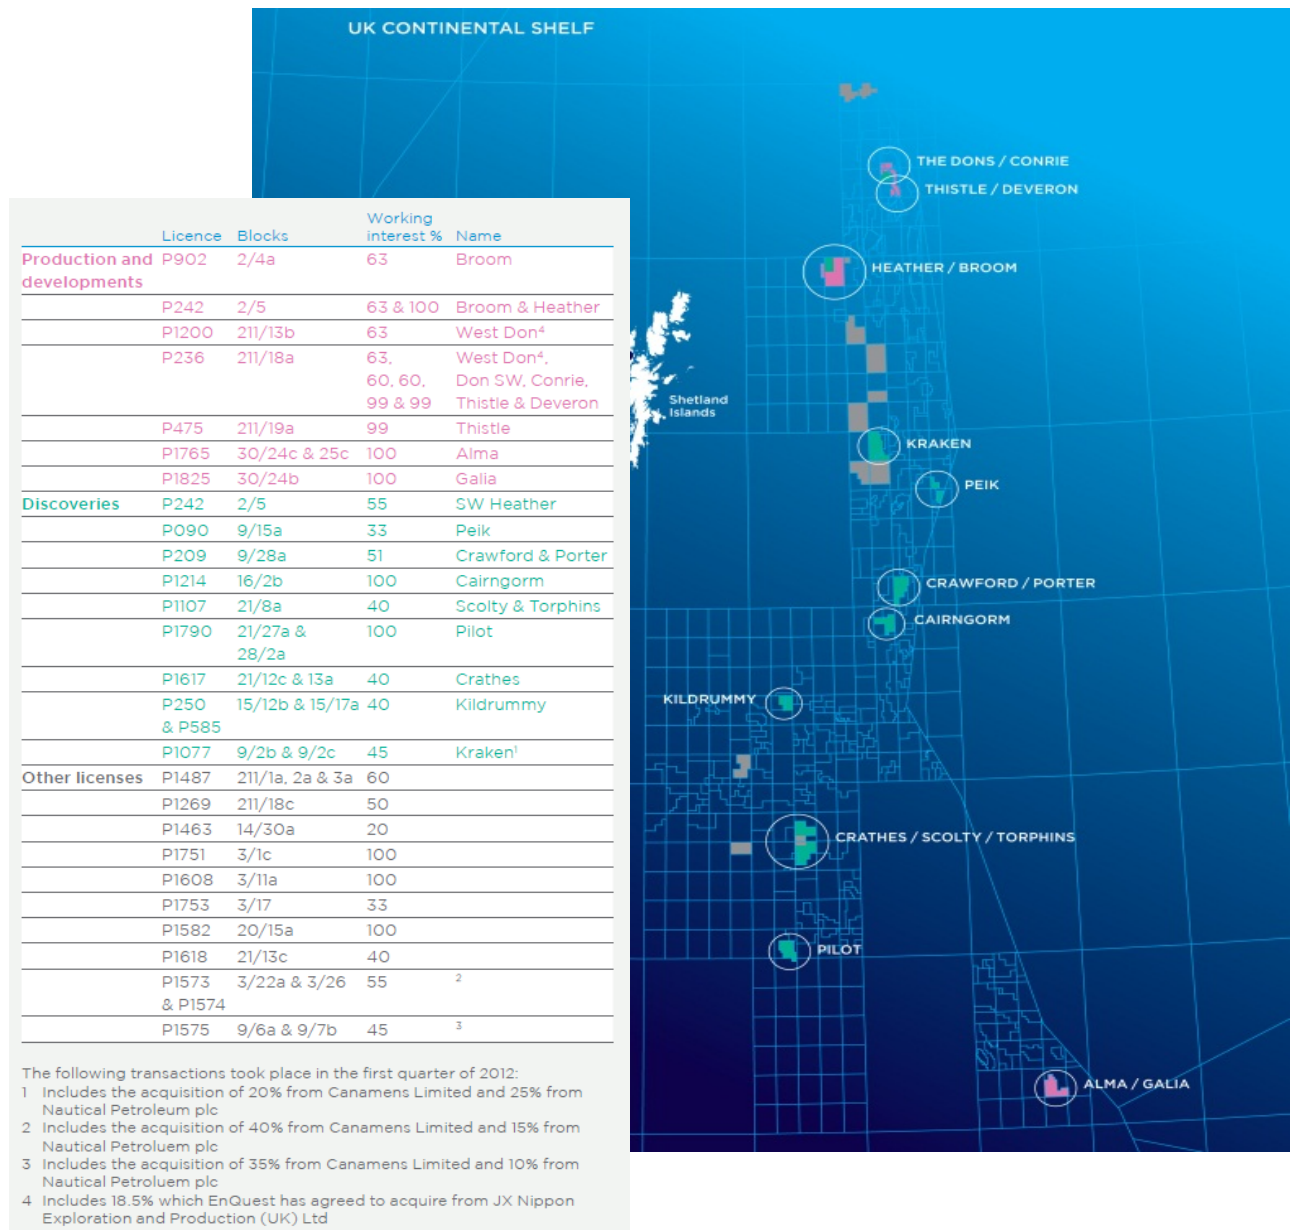 UK CONTINENTAL SHELF
THE DONS / CONRIE
THISTLE / DEVERON
HEATHER / BROOM
Shetland
Islands
KRAKEN
PEIK
CRAWFORD / PORTER
CAIRNGORM
KILDRUMMY
CRATHES / SCOLTY / TORPHINS
PILOT
ALMA / GALIA
Working
Licence Blocks interest % Name
Production and P902 2/4a 63 Broom
developments
P242 2/5 63 & 100 Broom & Heather
P1200 211/13b 63 West Don⁴
P236 211/18a 63, West Don⁴,
60, 60, Don SW, Conrie,
99 & 99 Thistle & Deveron
P475 211/19a 99 Thistle
P1765 30/24c & 25c 100 Alma
P1825 30/24b 100 Galia
Discoveries P242 2/5 55 SW Heather
P090 9/15a 33 Peik
P209 9/28a 51 Crawford & Porter
P1214 16/2b 100 Cairngorm
P1107 21/8a 40 Scolty & Torphins
P1790 21/27a & 100 Pilot
28/2a
P1617 21/12c & 13a 40 Crathes
P250 15/12b & 15/17a 40 Kildrummy
& P585
P1077 9/2b & 9/2c 45 Kraken¹
Other licenses P1487 211/1a, 2a & 3a 60
P1269 211/18c 50
P1463 14/30a 20
P1751 3/1c 100
P1608 3/11a 100
P1753 3/17 33
P1582 20/15a 100
P1618 21/13c 40
P1573 3/22a & 3/26 55 ²
& P1574
P1575 9/6a & 9/7b 45 ³
The following transactions took place in the first quarter of 2012:
1 Includes the acquisition of 20% from Canamens Limited and 25% from
Nautical Petroleum plc
2 Includes the acquisition of 40% from Canamens Limited and 15% from
Nautical Petroluem plc
3 Includes the acquisition of 35% from Canamens Limited and 10% from
Nautical Petroluem plc
4 Includes 18.5% which EnQuest has agreed to acquire from JX Nippon
Exploration and Production (UK) Ltd